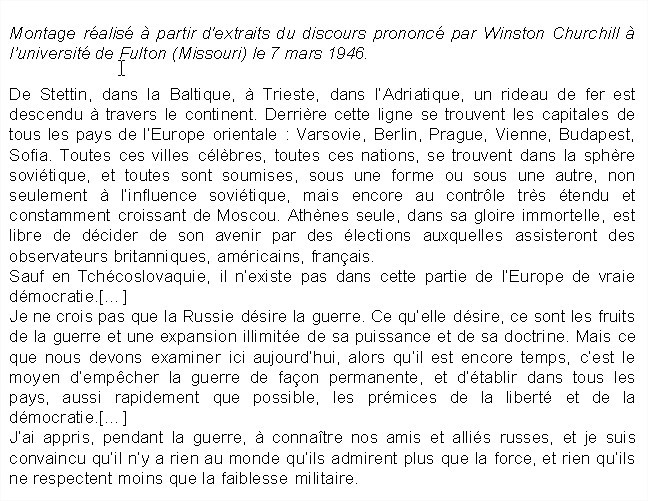 Montage réalisé à partir d'extraits du discours prononcé par Winston Churchill à
l'université de Fulton (Missouri) le 7 mars 1946.
De Stettin, dans la Baltique, à Trieste, dans l'Adriatique, un rideau de fer est
descendu à travers le continent. Derrière cette ligne se trouvent les capitales de
tous les pays de l'Europe orientale : Varsovie, Berlin, Prague, Vienne, Budapest,
Sofia. Toutes ces villes célèbres, toutes ces nations, se trouvent dans la sphère
soviétique, et toutes sont soumises, sous une forme ou sous une autre, non
seulement à l'influence soviétique, mais encore au contrôle très étendu et
constamment croissant de Moscou. Athènes seule, dans sa gloire immortelle, est
libre de décider de son avenir par des élections auxquelles assisteront des
observateurs britanniques, américains, français.
Sauf en Tchécoslovaquie, il n'existe pas dans cette partie de l'Europe de vraie
démocratie.[...]
Je ne crois pas que la Russie désire la guerre. Ce qu'elle désire, ce sont les fruits
de la guerre et une expansion illimitée de sa puissance et de sa doctrine. Mais ce
que nous devons examiner ici aujourd'hui, alors qu'il est encore temps, c'est le
moyen d'empêcher la guerre de façon permanente, et d'établir dans tous les
pays, aussi rapidement que possible, les prémices de la liberté et de la
démocratie.[...]
J'ai appris, pendant la guerre, à connaître nos amis et alliés russes, et je suis
convaincu qu'il n'y a rien au monde qu'ils admirent plus que la force, et rien qu'ils
ne respectent moins que la faiblesse militaire.